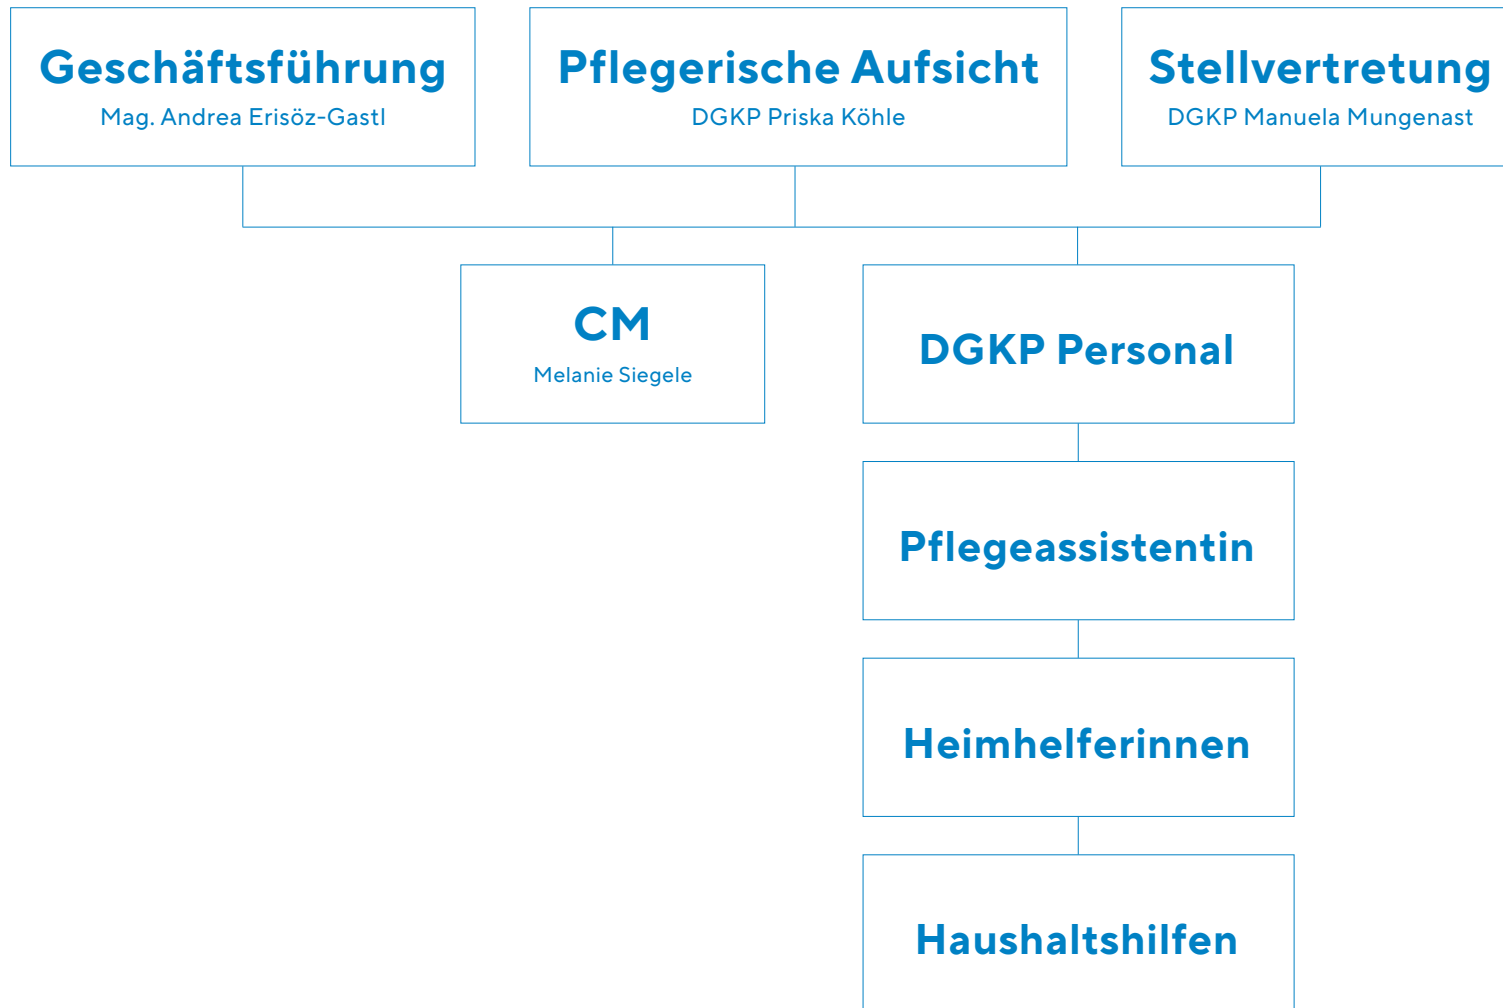 Geschäftsführung
Mag. Andrea Erisöz-Gastl
Pflegerische Aufsicht
DGKP Priska Köhle
Stellvertretung
DGKP Manuela Mungenast
CM
Melanie Siegele
DGKP Personal
Pflegeassistentin
Heimhelferinnen
Haushaltshilfen